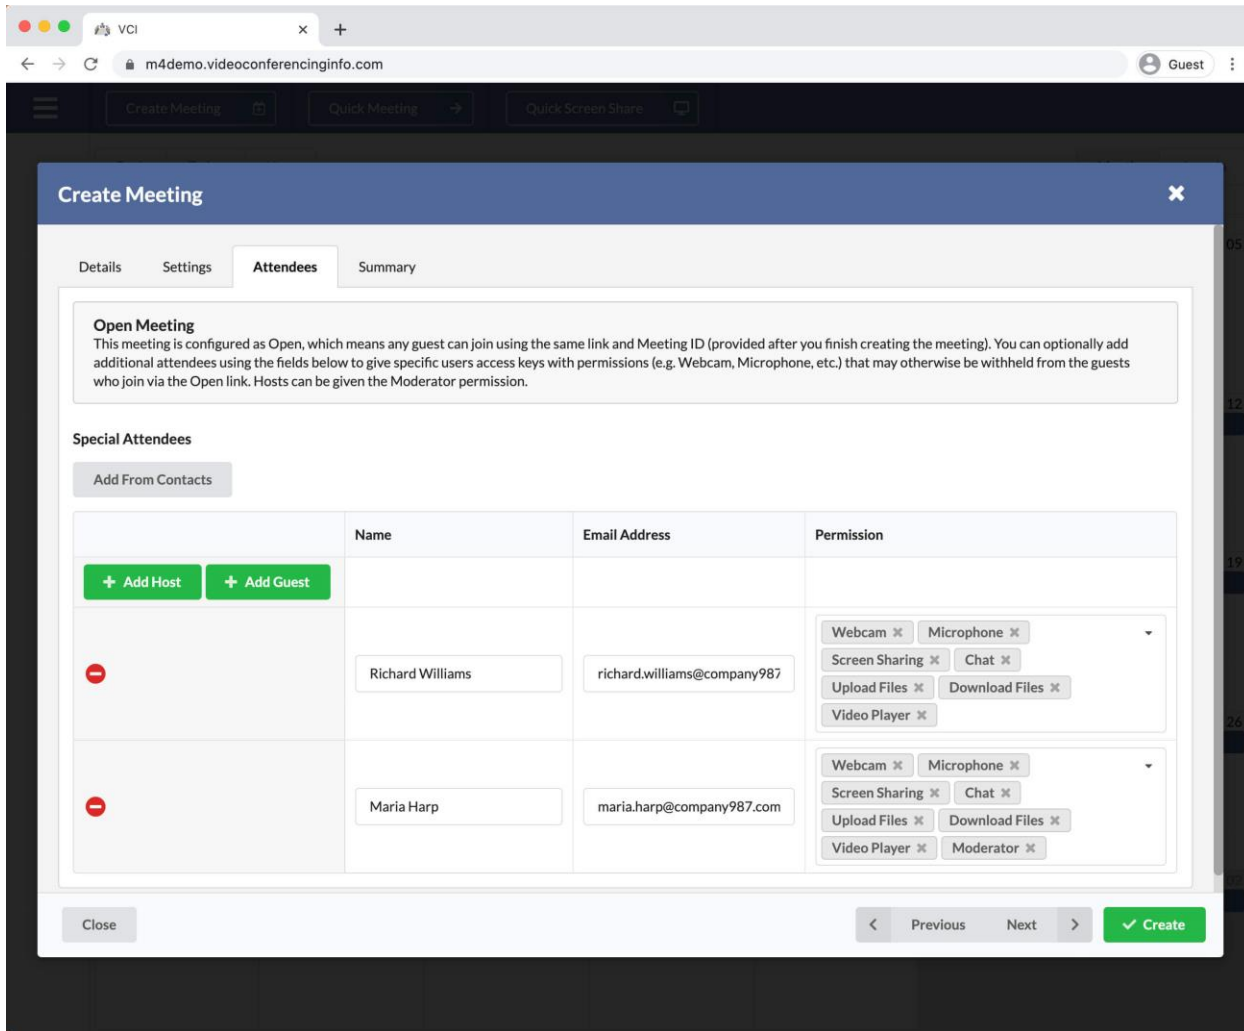 VCI
m4demo.videoconferencinginfo.com
Guest
Create Meeting
Quick Meeting
Quick Screen Share
Create Meeting
05
Details
Settings
Attendees
Summary
Open Meeting
This meeting is configured as Open, which means any guest can join using the same link and Meeting ID (provided after you finish creating the meeting). You can optionally add
additional attendees using the fields below to give specific users access keys with permissions (e.g. Webcam, Microphone, etc.) that may otherwise be withheld from the guests
who join via the Open link. Hosts can be given the Moderator permission.
12
Special Attendees
Add From Contacts
Name
Email Address
Permission
19
Add Host
Add Guest
Richard Williams
richard.williams@company987
Webcam
Microphone
Screen Sharing
Chat
Upload Files
Download Files
Video Player
26
Maria Harp
maria.harp@company987.com
Webcam
Microphone
Screen Sharing
Chat
Upload Files
Download Files
Video Player
Moderator
Close
Previous
Next
Create